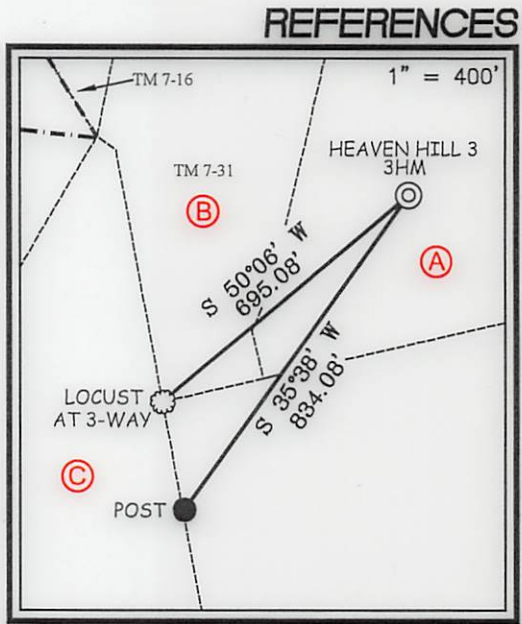 REFERENCES
1" = 400'
TM 7-16
HEAVEN HILL 3
3HM
TM 7-31
B
A
S 50°06' W
695.08'
S 35°38' W
834.08'
LOCUST
AT 3-WAY
C
POST